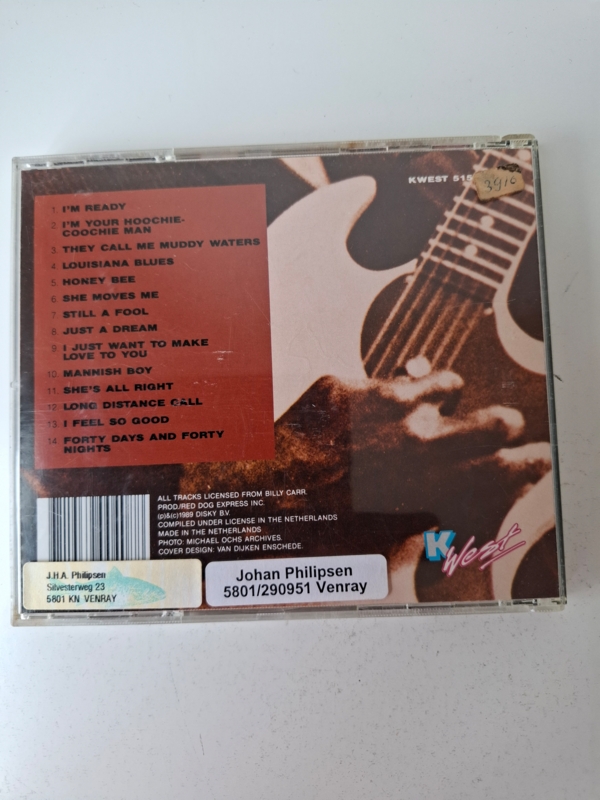 KWEST 515
3910
1. I'M READY
2. I'M YOUR HOOCHIE-
COOCHIE MAN
3. THEY CALL ME MUDDY WATERS
4. LOUISIANA BLUES
5. HONEY BEE
6. SHE MOVES ME
7. STILL A FOOL
8. JUST A DREAM
9. I JUST WANT TO MAKE
LOVE TO YOU
10. MANNISH BOY
11. SHE'S ALL RIGHT
12. LONG DISTANCE CALL
13. I FEEL SO GOOD
14. FORTY DAYS AND FORTY
NIGHTS
ALL TRACKS LICENSED FROM BILLY CARR.
PROD/RED DOG EXPRESS INC.
(p)&(c)1989 DISKY B.V.
COMPILED UNDER LICENSE IN THE NETHERLANDS
MADE IN THE NETHERLANDS
PHOTO: MICHAEL OCHS ARCHIVES.
COVER DESIGN: VAN DIJKEN ENSCHEDE.
K West
J.H.A. Philipsen
Silvesterweg 23
5801 KN VENRAY
Johan Philipsen
5801/290951 Venray